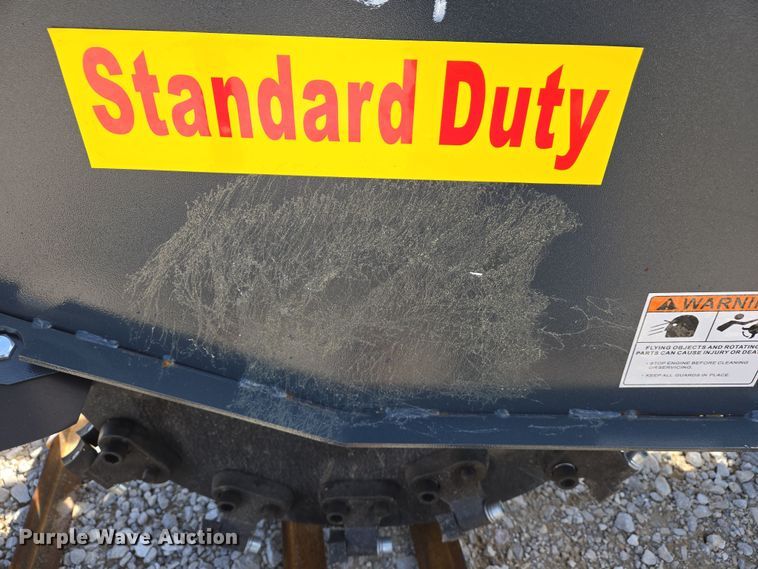 Standard Duty
WARNIN
FLYING OBJECTS AND ROTATING
PARTS CAN CAUSE INJURY OR DEA
• STOP ENGINE BEFORE CLEANING
OR SERVICING.
• KEEP ALL GUARDS IN PLACE.
Purple Wave Auction